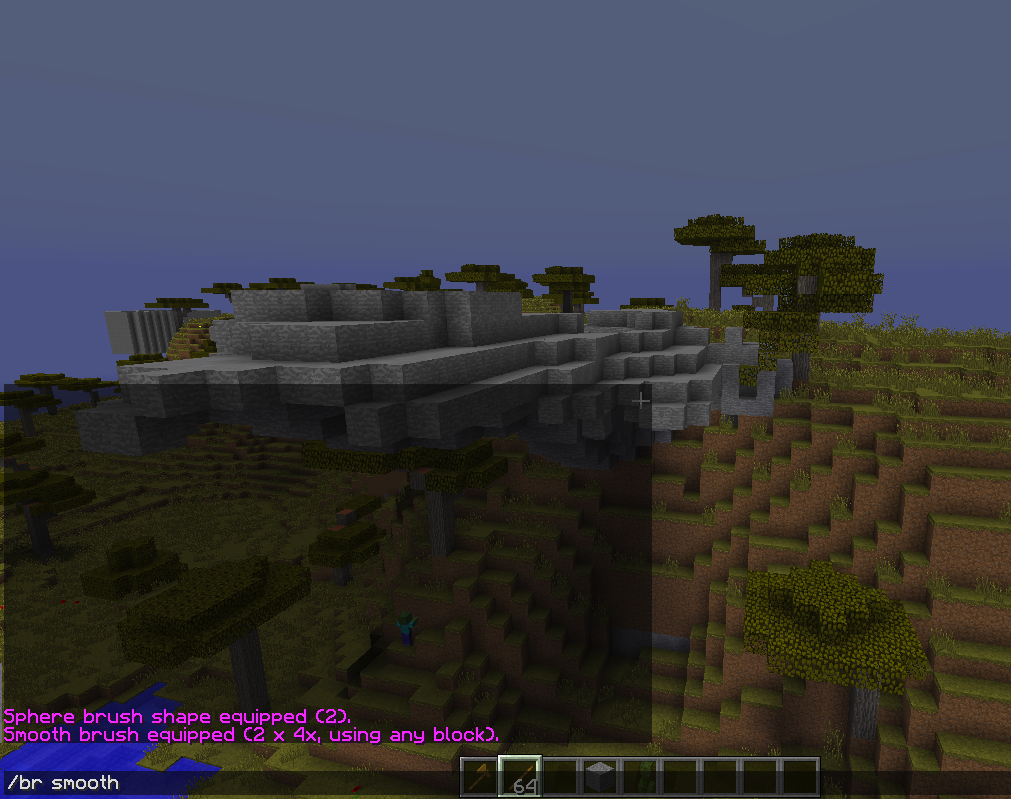 Sphere brush shape equipped (2).
Smooth brush equipped (2 x 4x, using any block).
64
/br smooth